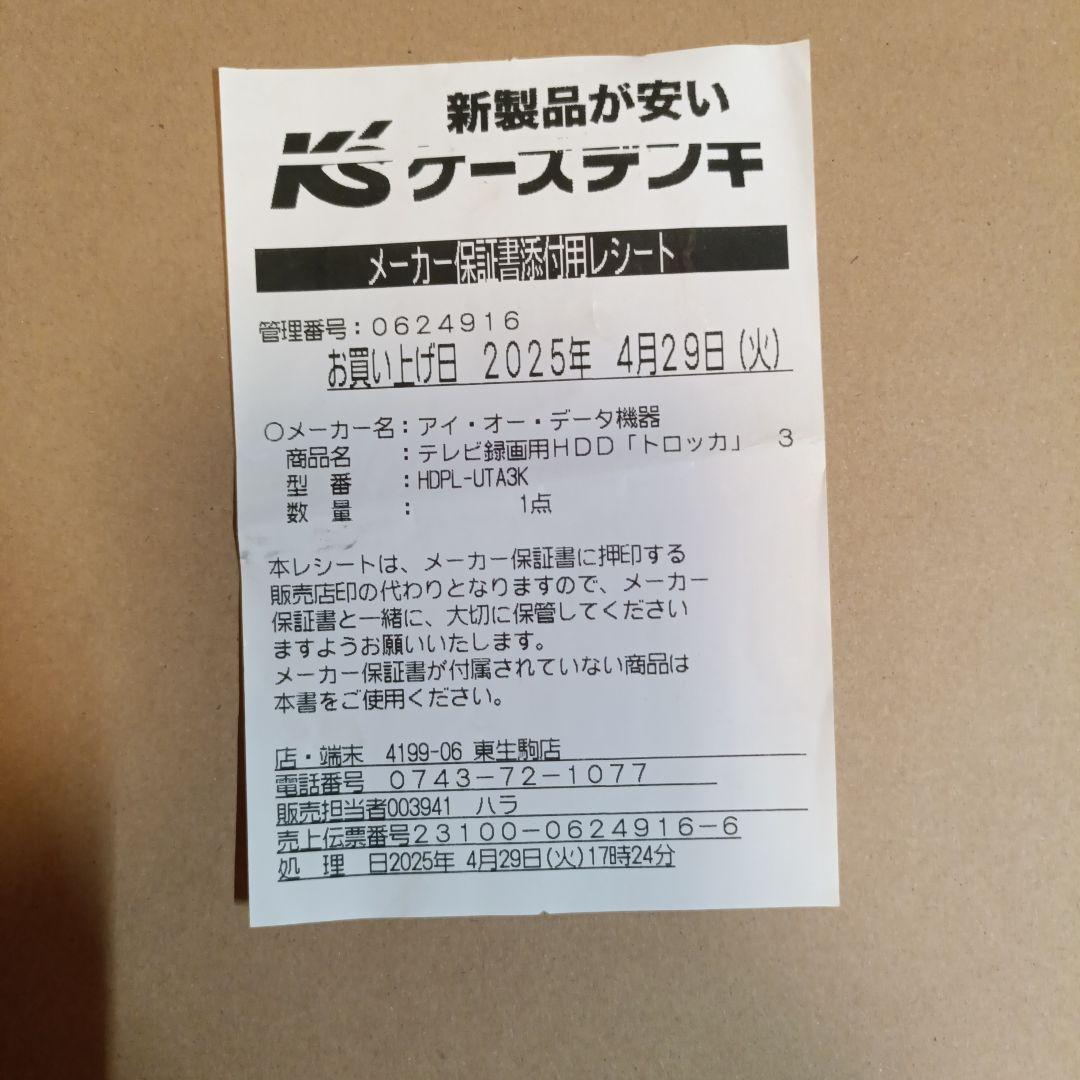 新製品が安い
K's ケーズデンキ
メーカー保証書添付用レシート
管理番号：0624916
お買い上げ日 2025年 4月29日(火)
○メーカー名：アイ・オー・データ機器
商品名 ：テレビ録画用HDD「トロッカ」 3
型 番 ：HDPL-UTA3K
数 量 ： 1点
本レシートは、メーカー保証書に押印する
販売店印の代わりとなりますので、メーカー
保証書と一緒に、大切に保管してください
ますようお願いいたします。
メーカー保証書が付属されていない商品は
本書をご使用ください。
店・端末 4199-06 東生駒店
電話番号 0743-72-1077
販売担当者003941 ハラ
売上伝票番号23100-0624916-6
処 理 日2025年 4月29日(火)17時24分